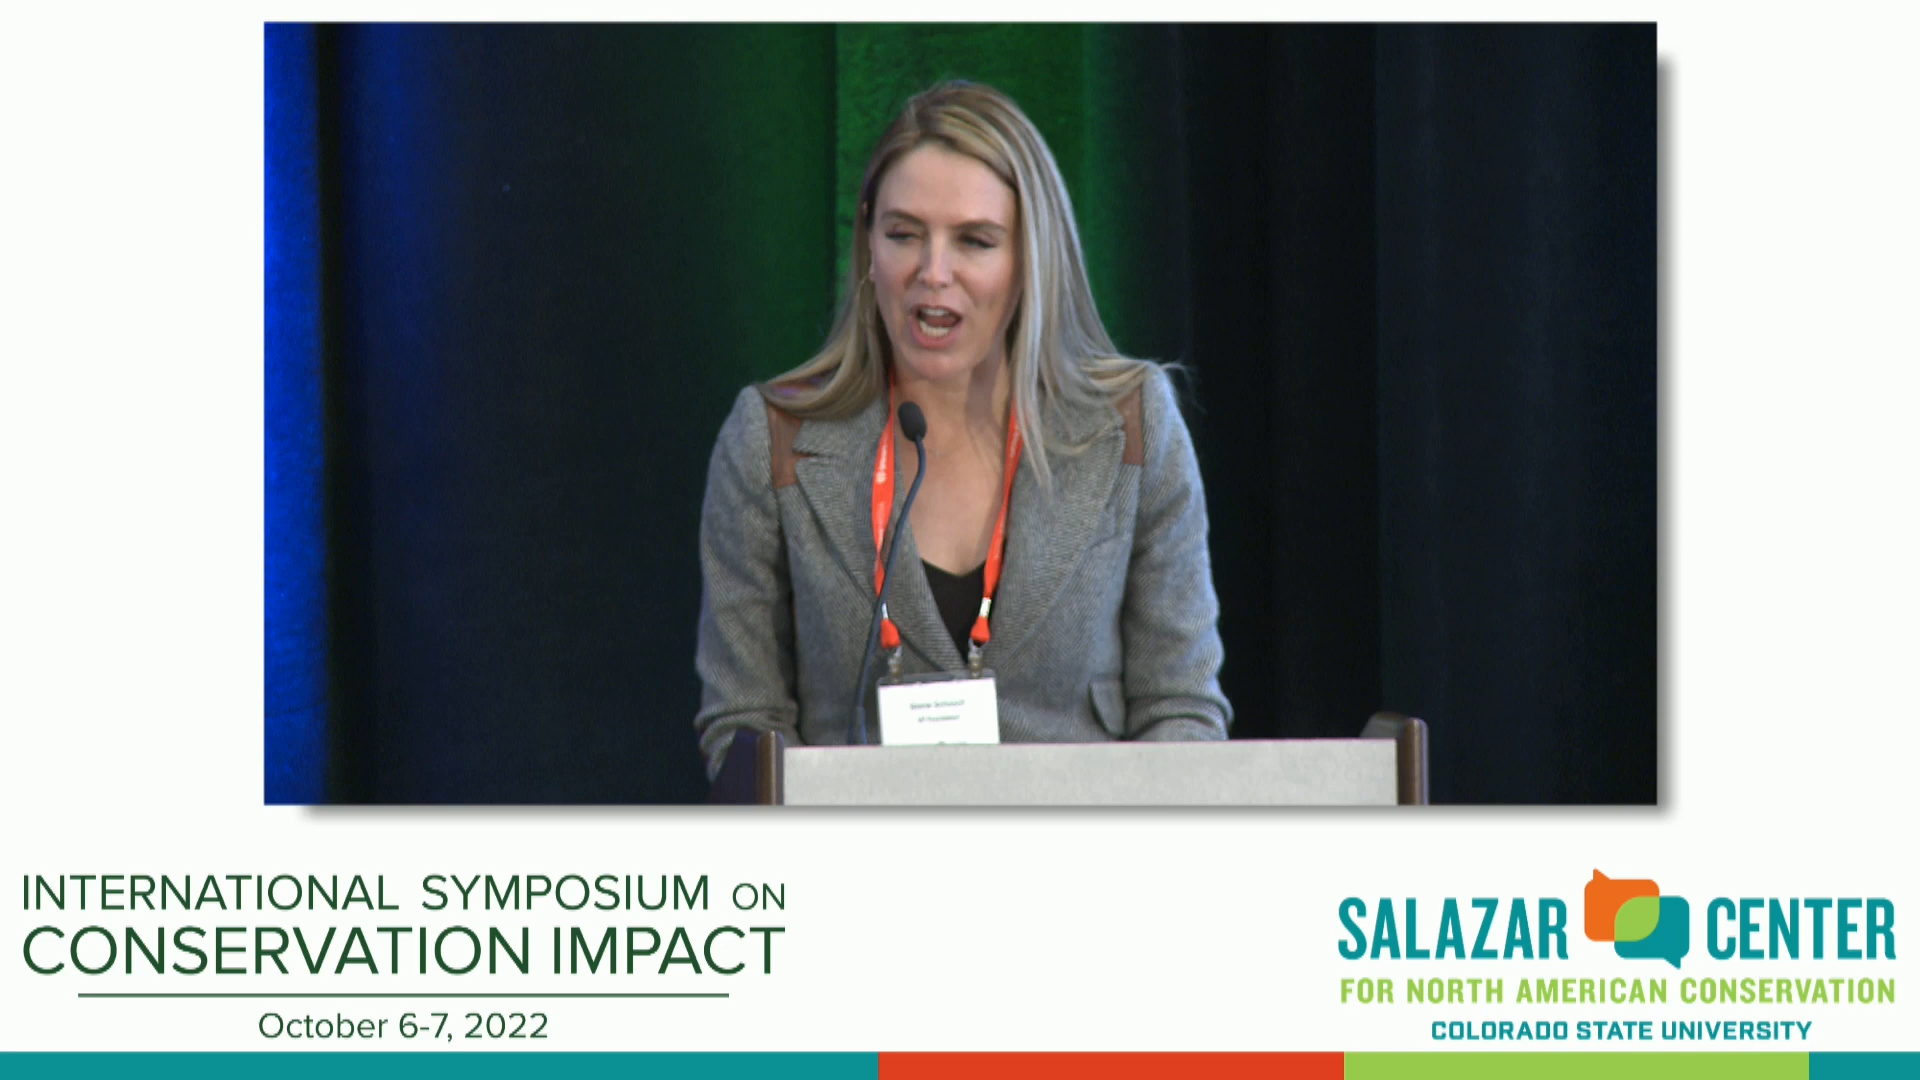 INTERNATIONAL SYMPOSIUM ON
CONSERVATION IMPACT
October 6-7, 2022
SALAZAR CENTER
FOR NORTH AMERICAN CONSERVATION
COLORADO STATE UNIVERSITY